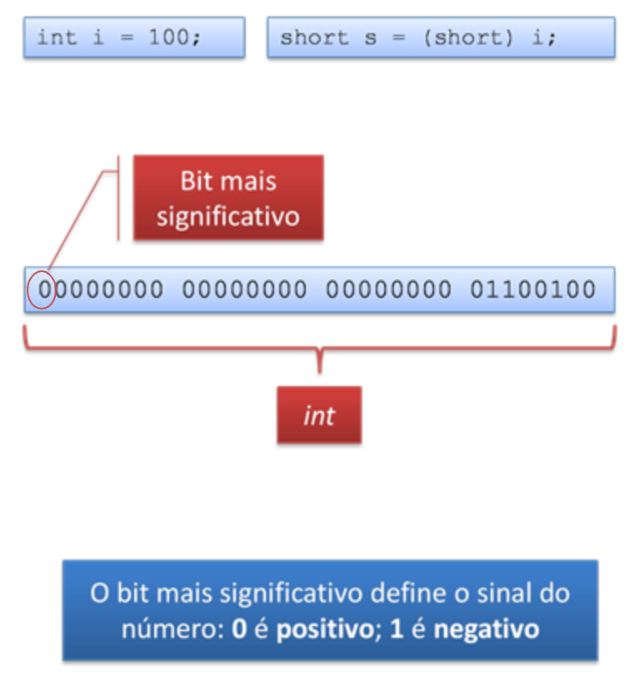 int i = 100;
short s = (short) i;
Bit mais
significativo
00000000 00000000 00000000 01100100
int
O bit mais significativo define o sinal do
número: 0 é positivo; 1 é negativo